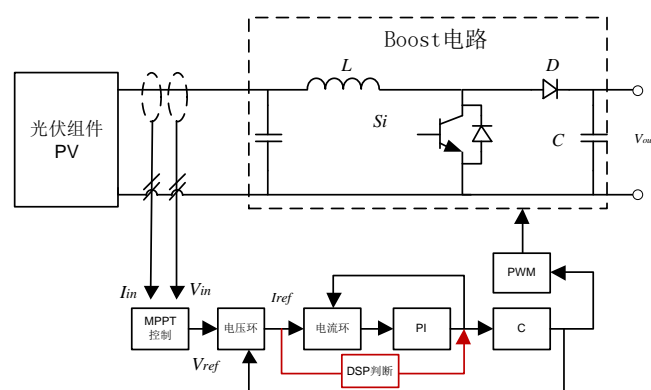 Boost电路
L
D
光伏组件
PV
Si
C
Vou
Iin
Vin
Iref
PWM
MPPT
控制
电压环
电流环
PI
C
Vref
DSP判断